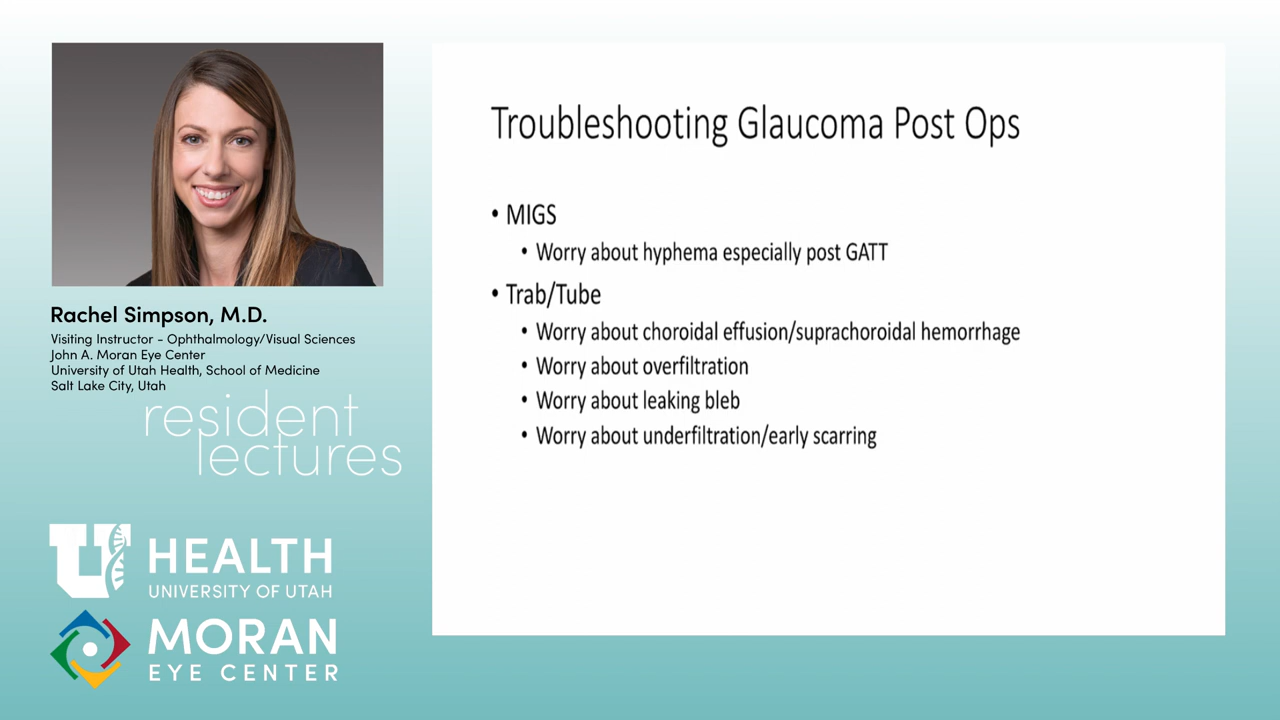 Rachel Simpson, M.D.
Visiting Instructor - Ophthalmology/Visual Sciences
John A. Moran Eye Center
University of Utah Health, School of Medicine
Salt Lake City, Utah
resident
lectures
U HEALTH
UNIVERSITY OF UTAH
MORAN
EYE CENTER
Troubleshooting Glaucoma Post Ops
• MIGS
• Worry about hyphema especially post GATT
• Trab/Tube
• Worry about choroidal effusion/suprachoroidal hemorrhage
• Worry about overfiltration
• Worry about leaking bleb
• Worry about underfiltration/early scarring